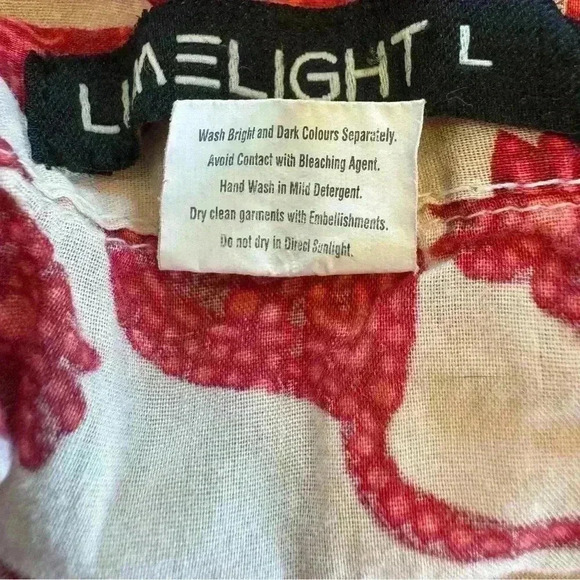 LIMELIGHT L
Wash Bright and Dark Colours Separately.
Avoid Contact with Bleaching Agent.
Hand Wash in Mild Detergent.
Dry clean garments with Embellishments.
Do not dry in Direct Sunlight.